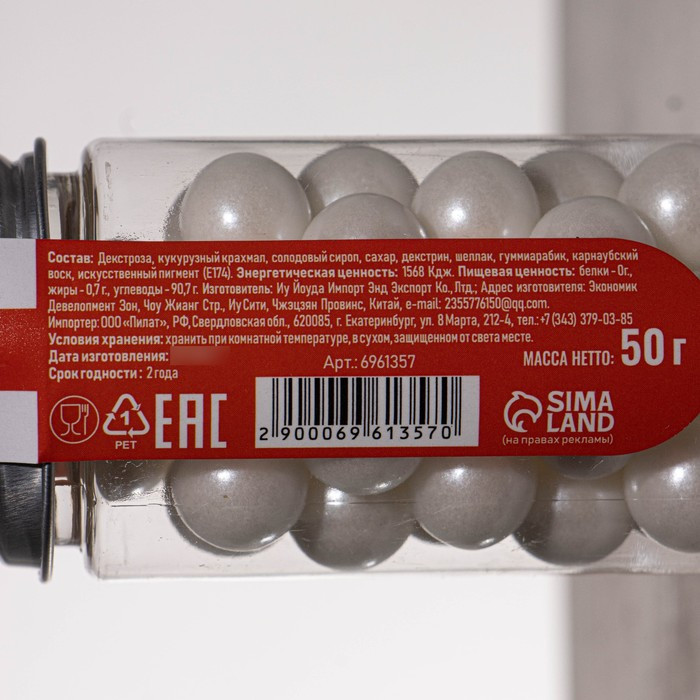 Состав: Декстроза, кукурузный крахмал, солодовый сироп, сахар, декстрин, шеллак, гуммиарабик, карнаубский
воск, искусственный пигмент (Е174). Энергетическая ценность: 1568 Кдж. Пищевая ценность: белки - 0г.,
жиры - 0,7 г., углеводы - 90,7 г. Изготовитель: Иу Йоуда Импорт Энд Экспорт Ко.,Лтд.; Адрес изготовителя: Экономик
Девелопмент Зон, Чоу Жианг Стр., Иу Сити, Чжэцзян Провинс, Китай, e-mail: 2355776150@qq.com.
Импортер: ООО «Пилат», РФ, Свердловская обл., 620085, г. Екатеринбург, ул. 8 Марта, 212-4, тел.:+7 (343) 379-03-85
Условия хранения: хранить при комнатной температуре, в сухом, защищенном от света месте.
Дата изготовления:
Срок годности: 2 года
Арт.: 6961357
МАССА НЕТТО: 50 г
1
PET
EAC
2 900069 613570
SIMA
LAND
(на правах рекламы)